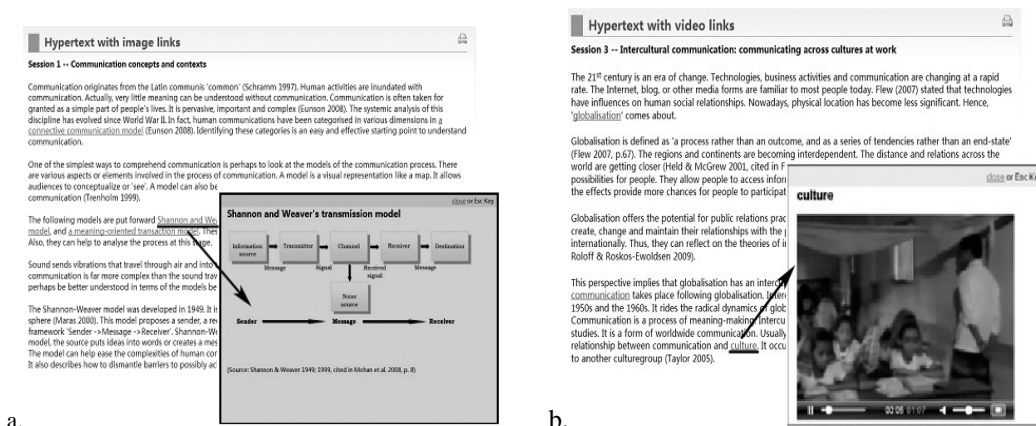 Hypertext with image links
Session 1 -- Communication concepts and contexts
Communication originates from the Latin communis 'common' (Schramm 1997). Human activities are inundated with
communication. Actually, very little meaning can be understood without communication. Communication is often taken for
granted as a simple part of people's lives. It is pervasive, important and complex (Eunson 2008). The systematic analysis of this
discipline has evolved since World War II. In fact, human communications have been categorised in various dimensions in a
connective communication model (Eunson 2008). Identifying these categories is an easy and effective starting point to understand
communication.
One of the simplest ways to comprehend communication is perhaps to look at the models of the communication process. There
are various aspects or elements involved in the process of communication. A model is a visual representation like a map. It allows
audiences to conceptualize or 'see'. A model can also be
communication (Trenholm 1999).
The following models are put forward Shannon and We
model, and a meaning-oriented transaction model. Thes
Also, they can help to analyse the process at this stage.
Sound sends vibrations that travel through air and into
communication is far more complex than the sound trav
perhaps be better understood in terms of the models be
The Shannon-Weaver model was developed in 1949. It i
sphere (Maras 2000). This model proposes a sender, a re
framework 'Sender ->Message ->Receiver'. Shannon-We
model, the source puts ideas into words or creates a mes
The model can help ease the complexities of human cor
It also describes how to dismantle barriers to possibly ac
close or Esc Key
Shannon and Weaver's transmission model
Information source
Transmitter
Channel
Receiver
Destination
Message
Signal
Received signal
Message
Noise source
Sender
Message
Receiver
(Source: Shannon & Weaver 1949; 1999, cited in Mohan et al. 2008, p. 8)
a.
Hypertext with video links
Session 3 -- Intercultural communication: communicating across cultures at work
The 21st century is an era of change. Technologies, business activities and communication are changing at a rapid
rate. The Internet, blog, or other media forms are familiar to most people today. Flew (2007) stated that technologies
have influences on human social relationships. Nowadays, physical location has become less significant. Hence,
'globalisation' comes about.
Globalisation is defined as 'a process rather than an outcome, and as a series of tendencies rather than an end-state'
(Flew 2007, p.67). The regions and continents are becoming interdependent. The distance and relations across the
world are getting closer (Held & McGrew 2001, cited in F
possibilities for people. They allow people to access infor
the effects provide more chances for people to participat
Globalisation offers the potential for public relations prac
create, change and maintain their relationships with the p
internationally. Thus, they can reflect on the theories of i
Roloff & Roskos-Ewoldsen 2009).
This perspective implies that globalisation has an interc
communication takes place following globalisation. Inter
1950s and the 1960s. It rides the radical dynamics of glob
Communication is a process of meaning-making. Intercu
studies. It is a form of worldwide communication. Usually
relationship between communication and culture. It occu
to another culturegroup (Taylor 2005).
close or Esc Key
culture
00:06 01:07
b.